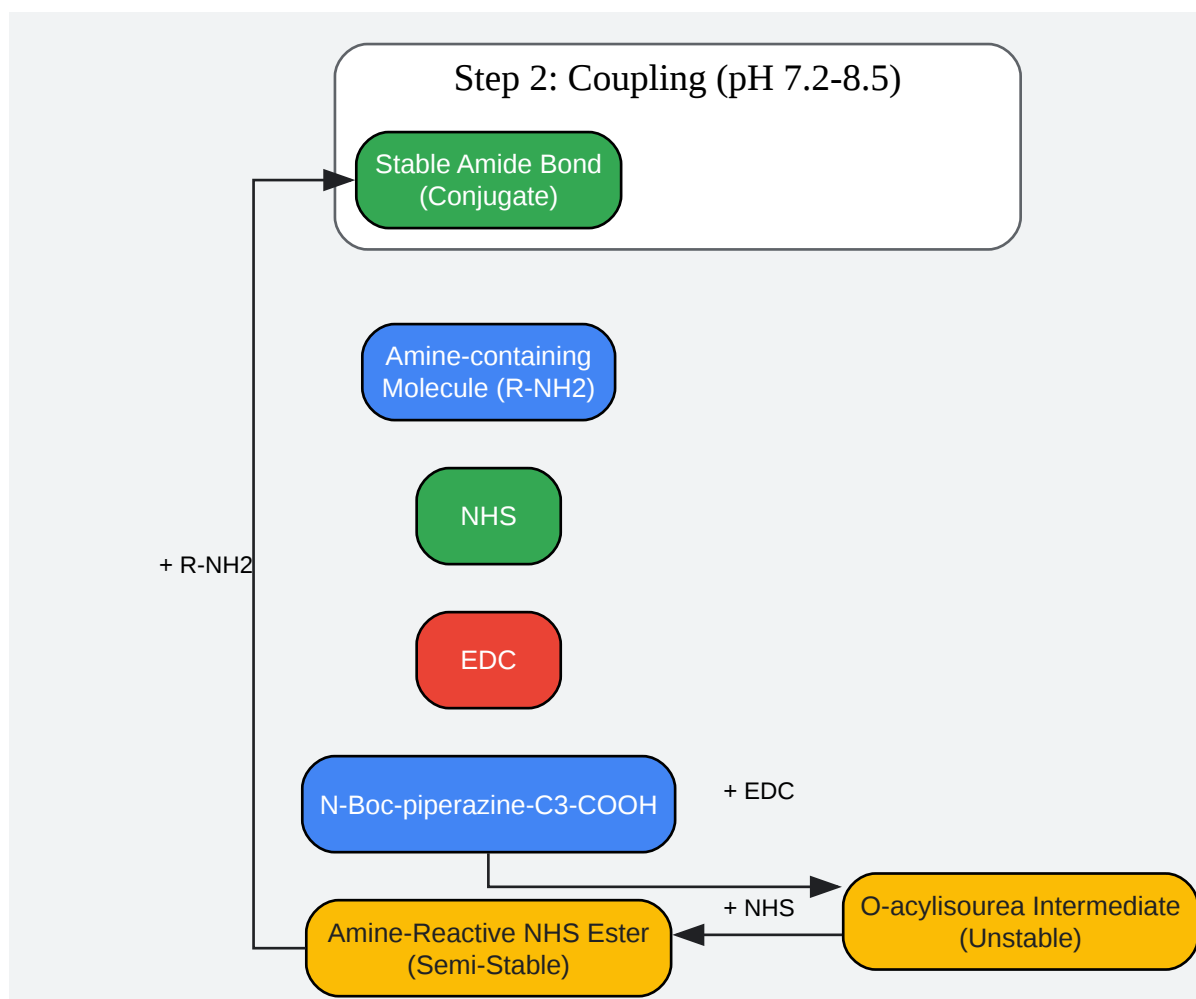 Step 2: Coupling (pH 7.2-8.5)
Stable Amide Bond
(Conjugate)
Amine-containing
Molecule (R-NH2)
NHS
+ R-NH2
EDC
N-Boc-piperazine-C3-COOH
+ EDC
+ NHS
O-acylisourea Intermediate
(Unstable)
Amine-Reactive NHS Ester
(Semi-Stable)